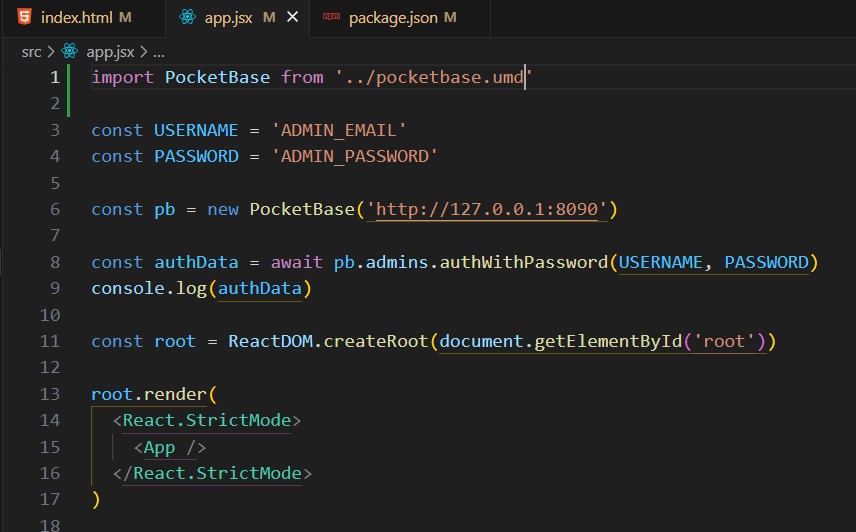 index.html M app.jsx M package.json M
src > app.jsx > ...
1 import PocketBase from '../pocketbase.umd'
2
3 const USERNAME = 'ADMIN_EMAIL'
4 const PASSWORD = 'ADMIN_PASSWORD'
5
6 const pb = new PocketBase('http://127.0.0.1:8090')
7
8 const authData = await pb.admins.authWithPassword(USERNAME, PASSWORD)
9 console.log(authData)
10
11 const root = ReactDOM.createRoot(document.getElementById('root'))
12
13 root.render(
14   <React.StrictMode>
15     <App />
16   </React.StrictMode>
17 )
18